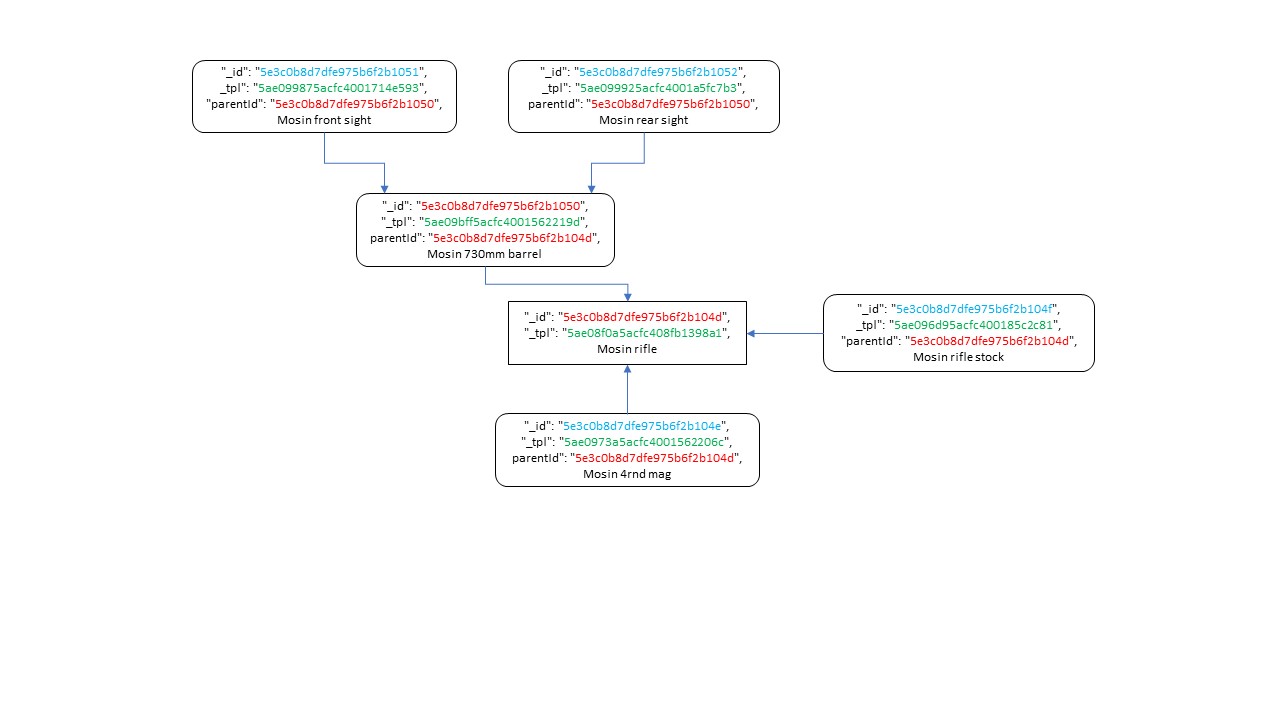 "_id": "5e3c0b8d7dfe975b6f2b1051",
_tpl": "5ae099875acfc4001714e593",
"parentId": "5e3c0b8d7dfe975b6f2b1050",
Mosin front sight
"_id": "5e3c0b8d7dfe975b6f2b1052",
_tpl": "5ae099925acfc4001a5fc7b3",
parentId": "5e3c0b8d7dfe975b6f2b1050",
Mosin rear sight
"_id": "5e3c0b8d7dfe975b6f2b1050",
"_tpl": "5ae09bff5acfc4001562219d",
parentId": "5e3c0b8d7dfe975b6f2b104d",
Mosin 730mm barrel
"_id": "5e3c0b8d7dfe975b6f2b104d",
"_tpl": "5ae08f0a5acfc408fb1398a1",
Mosin rifle
"_id": "5e3c0b8d7dfe975b6f2b104f",
_tpl": "5ae096d95acfc400185c2c81",
"parentId": "5e3c0b8d7dfe975b6f2b104d",
Mosin rifle stock
"_id": "5e3c0b8d7dfe975b6f2b104e",
"_tpl": "5ae0973a5acfc4001562206c",
parentId": "5e3c0b8d7dfe975b6f2b104d",
Mosin 4rnd mag